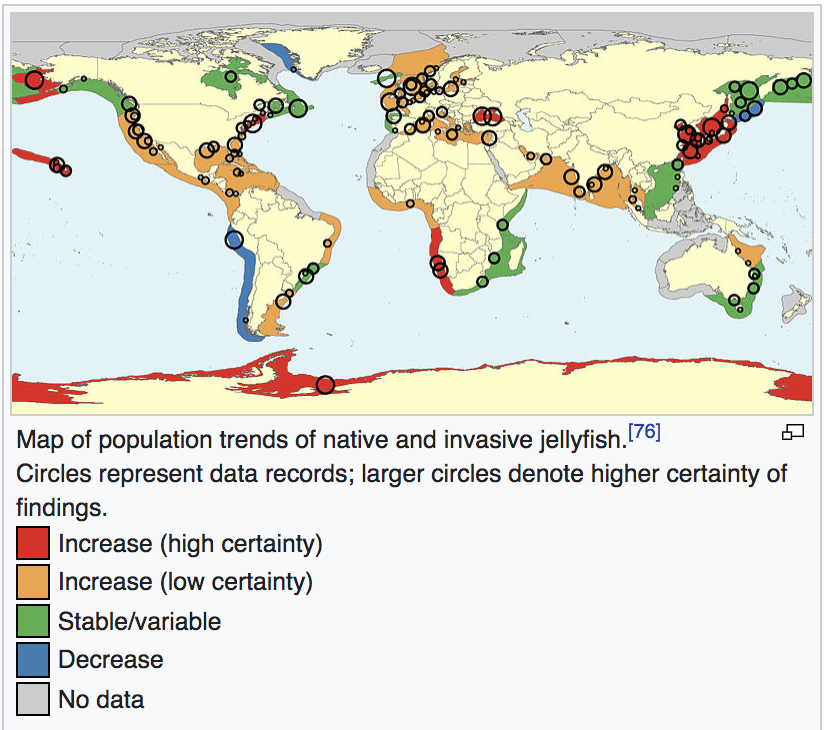 Map of population trends of native and invasive jellyfish.[76]
Circles represent data records; larger circles denote higher certainty of
findings.
Increase (high certainty)
Increase (low certainty)
Stable/variable
Decrease
No data